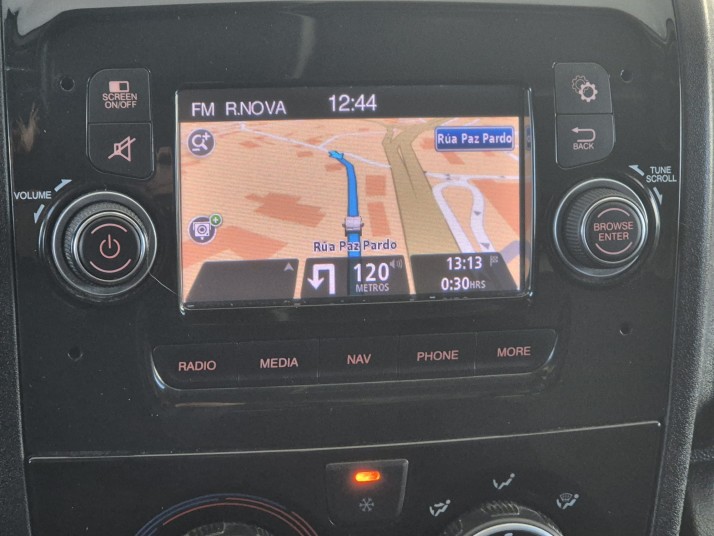 FM R.NOVA 12:44
SCREEN
ON/OFF
BACK
VOLUME
TUNE
SCROLL
BROWSE
ENTER
Rúa Paz Pardo
Rúa Paz Pardo
120
METROS
13:13
0:30HRS
RADIO MEDIA NAV PHONE MORE